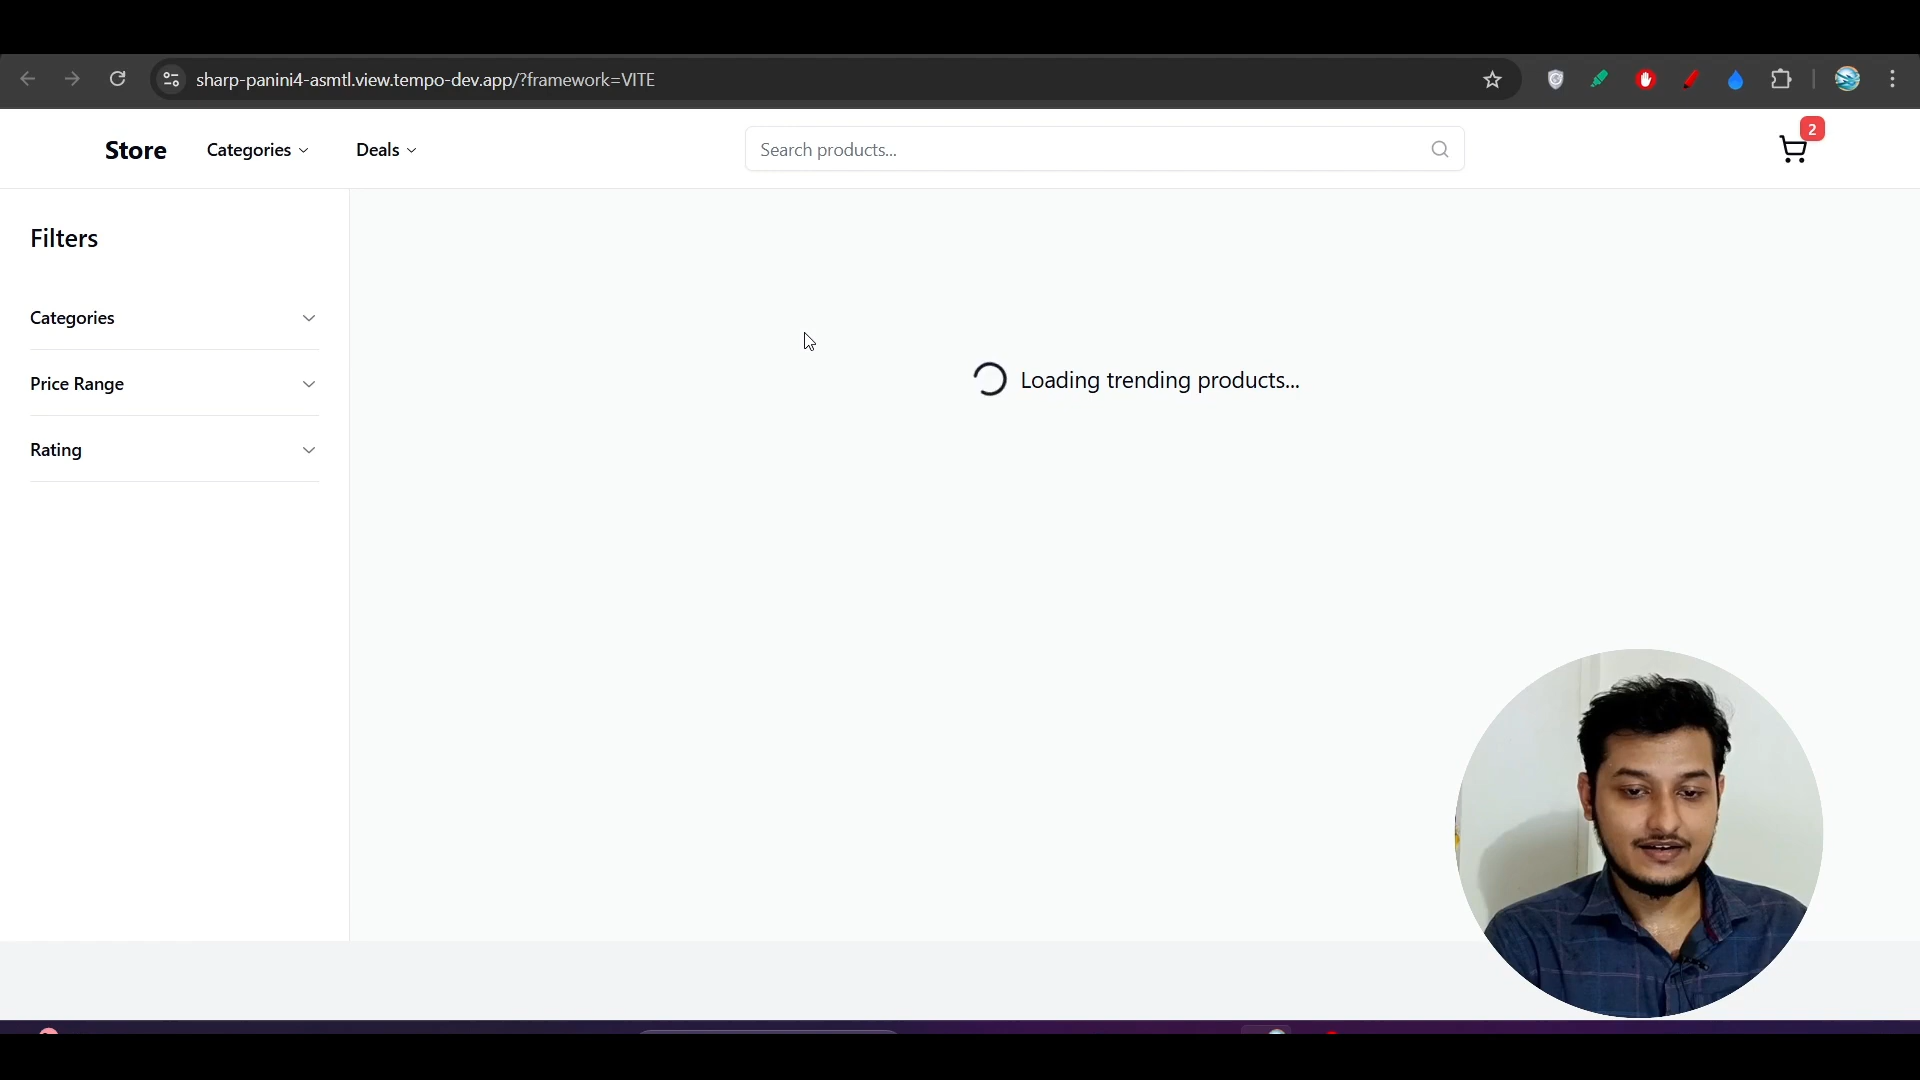 sharp-panini4-asmtl.view.tempo-dev.app/?framework=VITE
Store
Categories
Deals
Search products...
2
Filters
Categories
Price Range
Rating
Loading trending products...